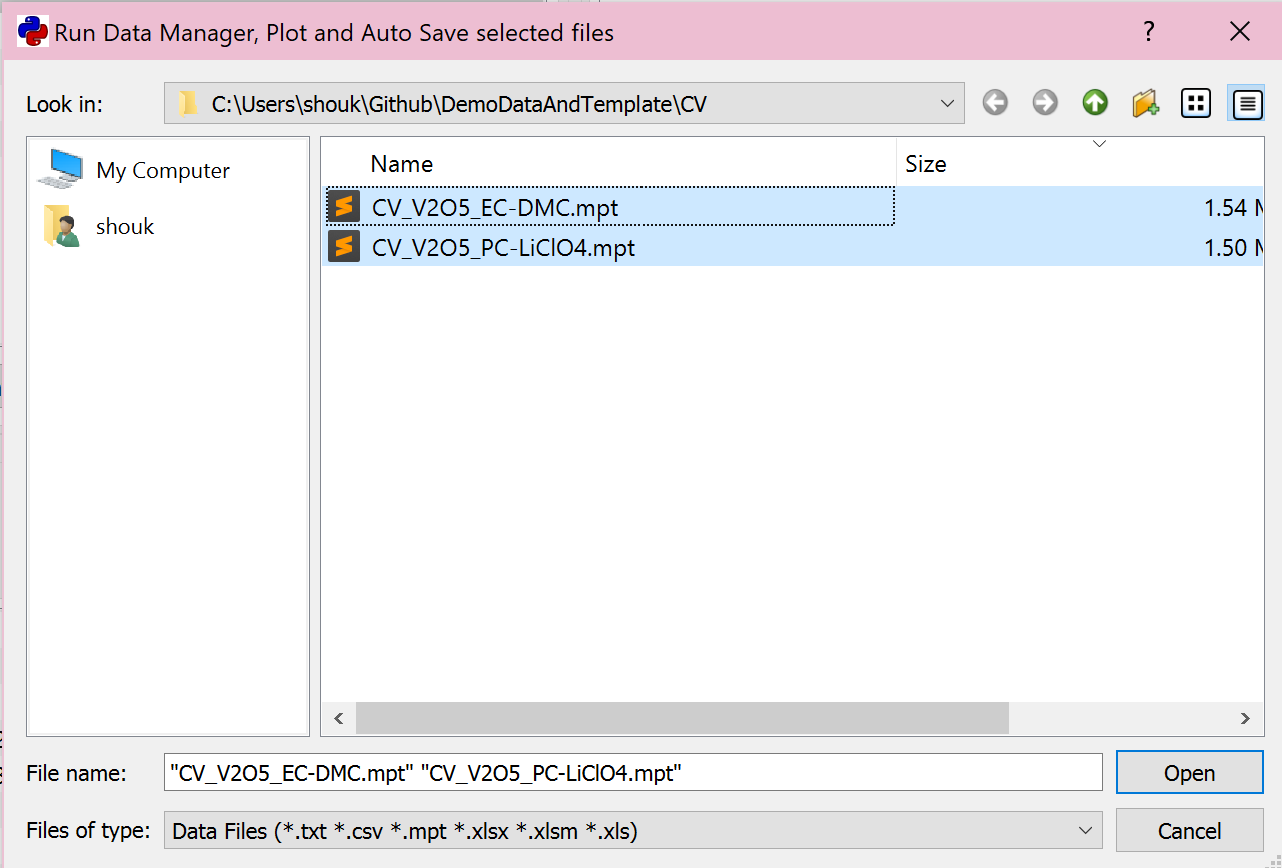 Run Data Manager, Plot and Auto Save selected files ?
Look in: C:\Users\shouk\Github\DemoDataAndTemplate\CV
My Computer
shouk
Name Size
CV_V2O5_EC-DMC.mpt 1.54
CV_V2O5_PC-LiClO4.mpt 1.50
File name: "CV_V2O5_EC-DMC.mpt" "CV_V2O5_PC-LiClO4.mpt" Open
Files of type: Data Files (*.txt *.csv *.mpt *.xlsx *.xlsm *.xls) Cancel